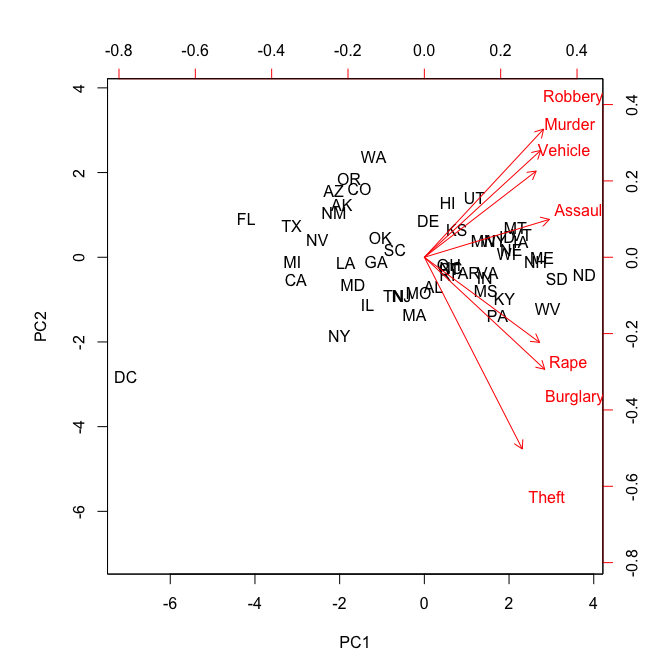 -0.8 -0.6 -0.4 -0.2 0.0 0.2 0.4
4
2
0
-2
-4
-6
PC2
0.4
0.2
0.0
-0.2
-0.4
-0.6
-0.8
Robbery
Murder
Vehicle
WA
OR
AZ CO
AK
NM
UT
HI
FL
DE
Assaul
TX
KS
MT
NV
OK
SC
NY
MI
LA
GA
NH
ME
CA
MD
AR
VA
IN
SD
ND
AL
IL
TN
NJ
MO
MS
KY
MA
PA
WV
NY
DC
Rape
Burglary
Theft
-6 -4 -2 0 2 4
PC1